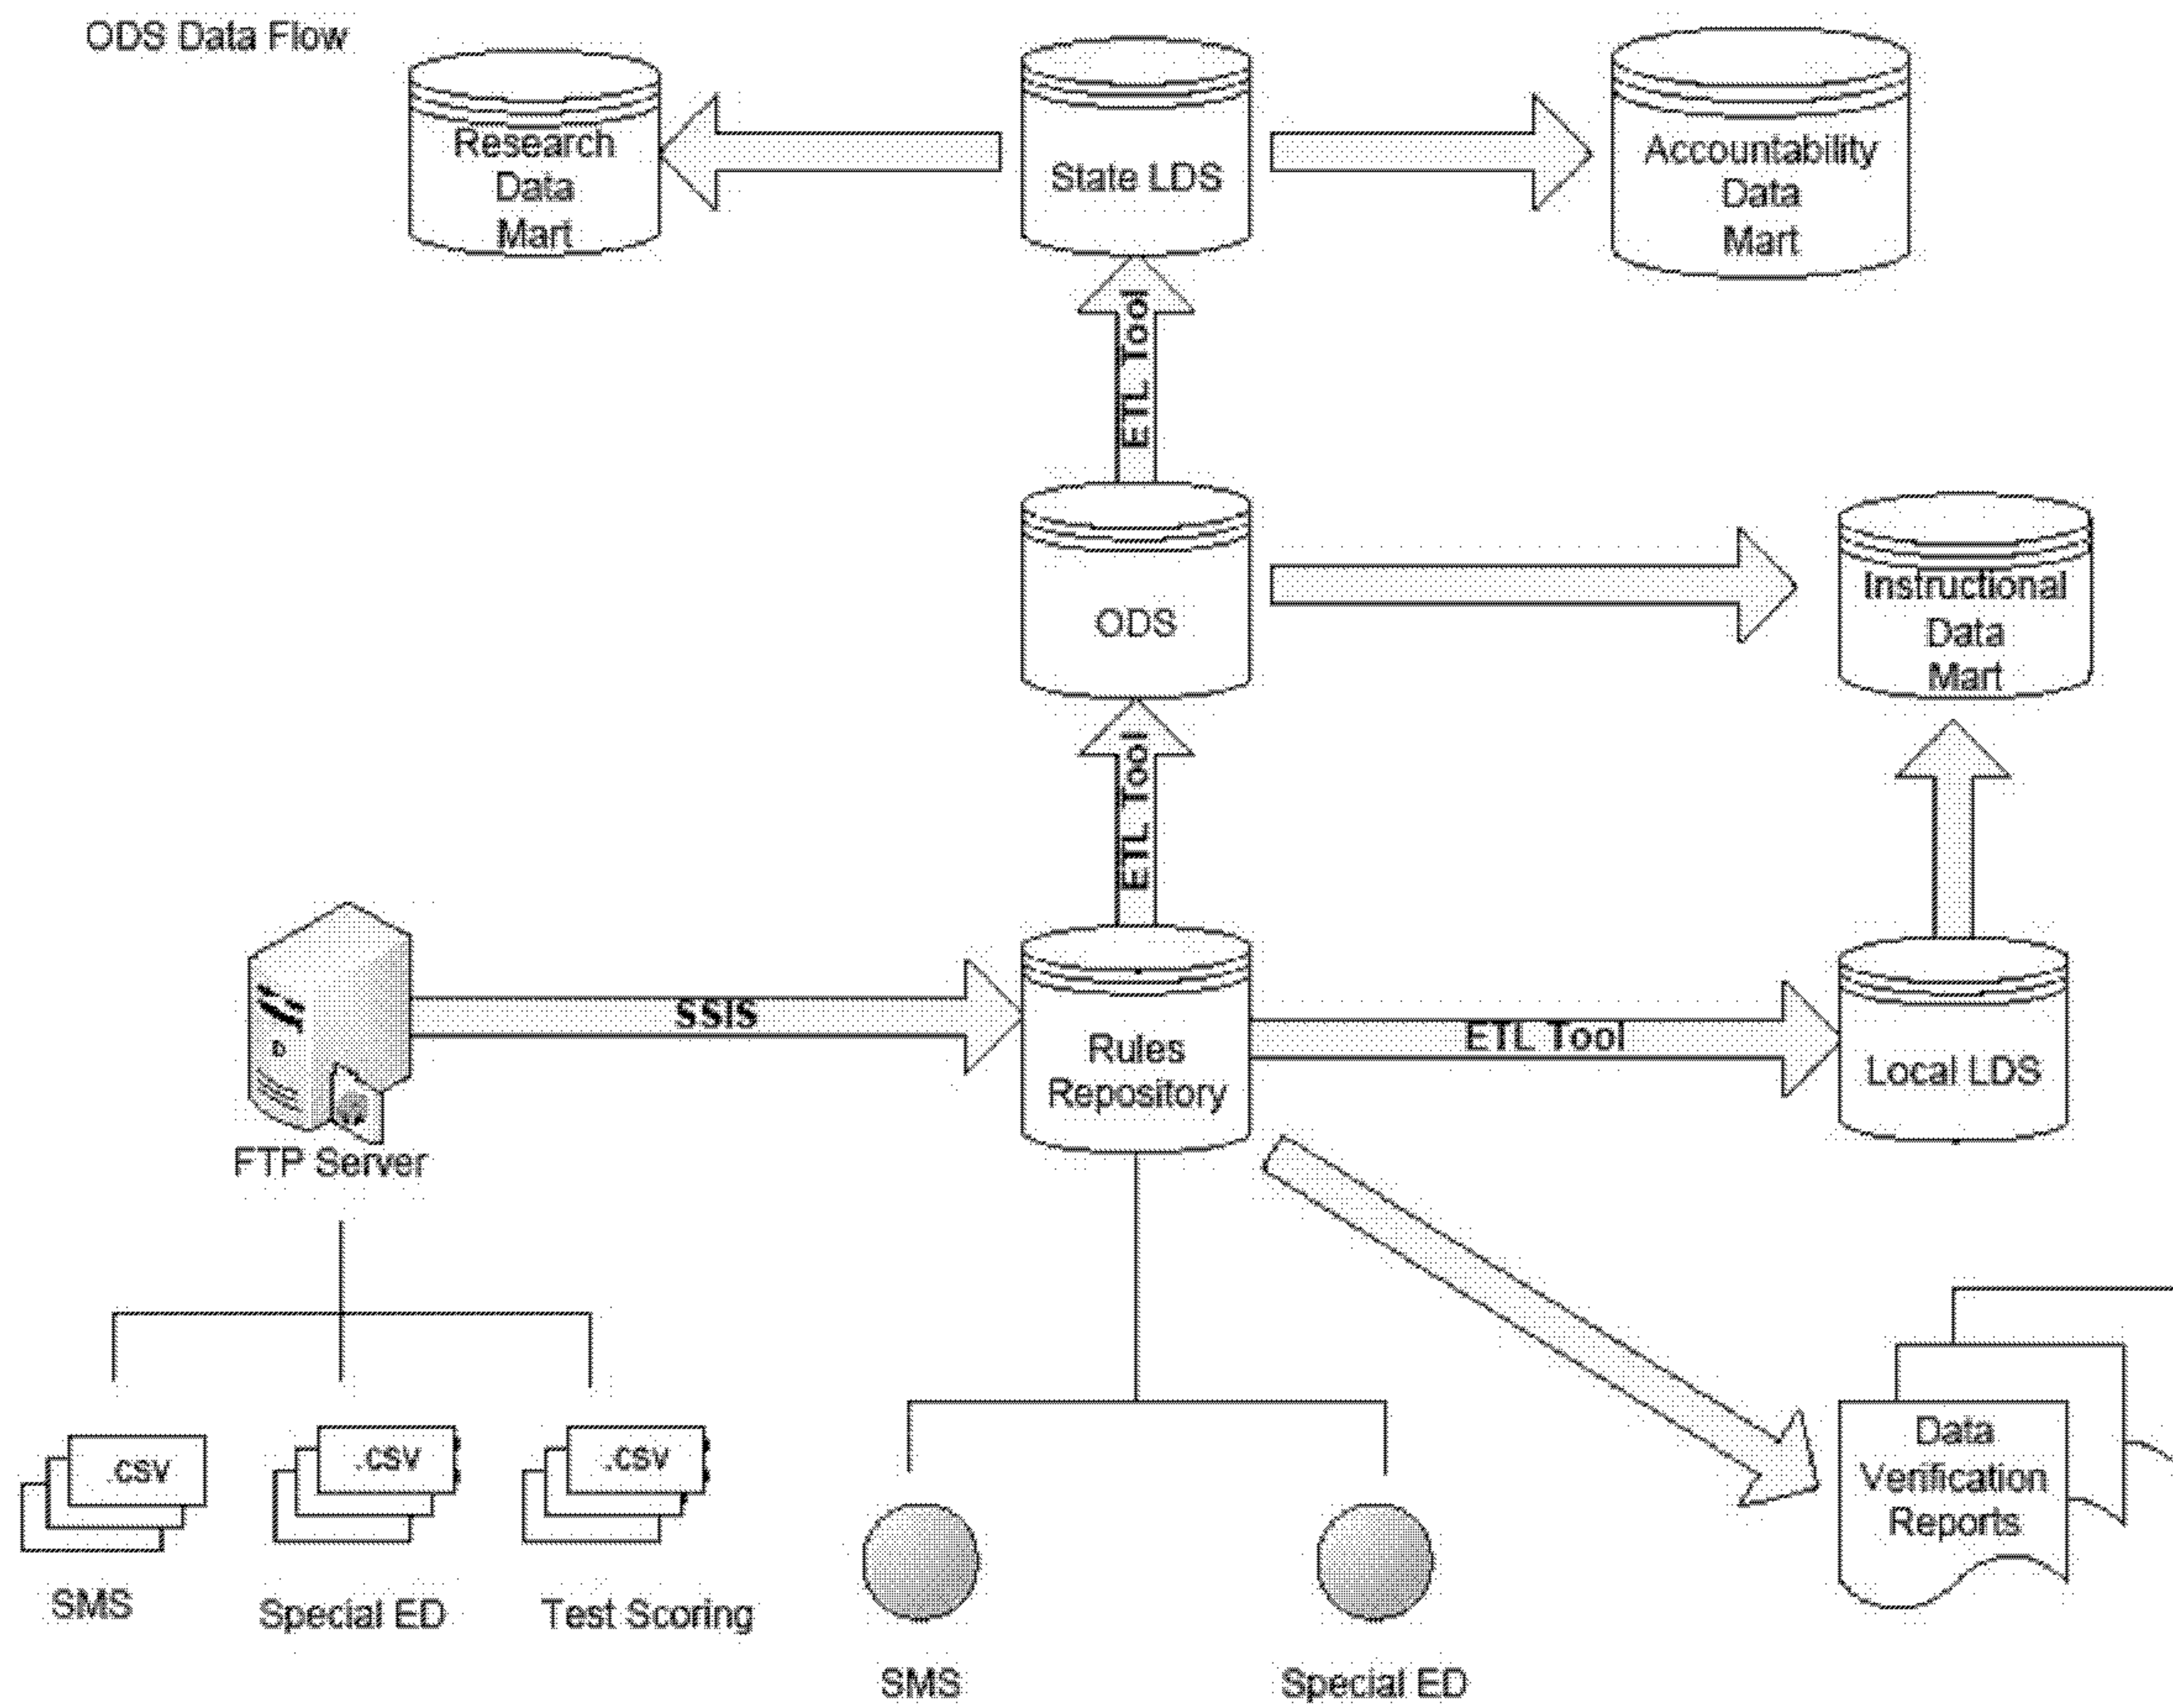 ODS Data Flow
Research
Data
Mart
State LDS
Accountability
Data
Mart
ETL Tool
ODS
Instructional
Data
Mart
ETL Tool
FTP Server
SSIS
Rules
Repository
ETL Tool
Local LDS
.csv
SMS
.csv
Special ED
.csv
Test Scoring
SMS
Special ED
Data
Verification
Reports